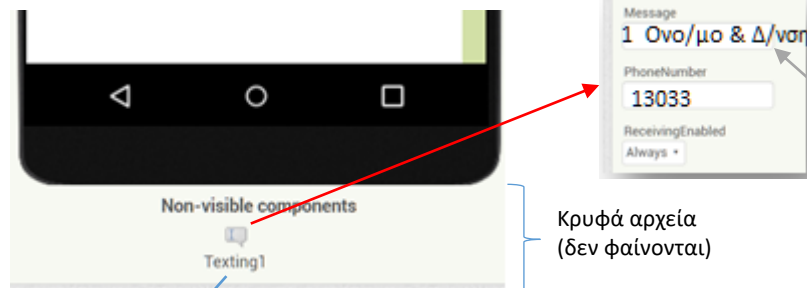 Message
1 Ονο/μο & Δ/νση
PhoneNumber
13033
ReceivingEnabled
Always
Non-visible components
Texting1
Κρυφά αρχεία
(δεν φαίνονται)